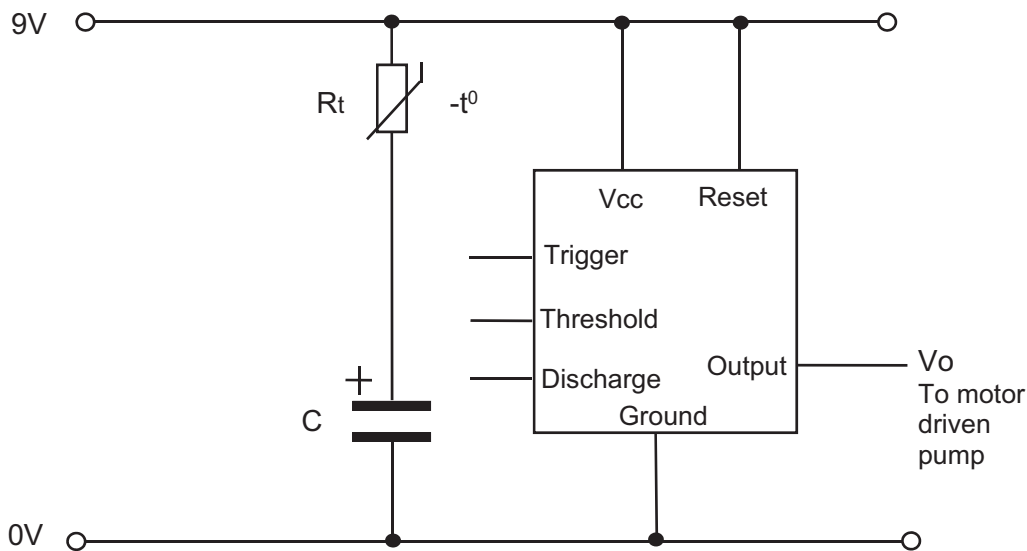 9V
Rt
-t⁰
Vcc
Reset
Trigger
Threshold
Discharge
Output
Ground
+
C
Vo
To motor
driven
pump
0V